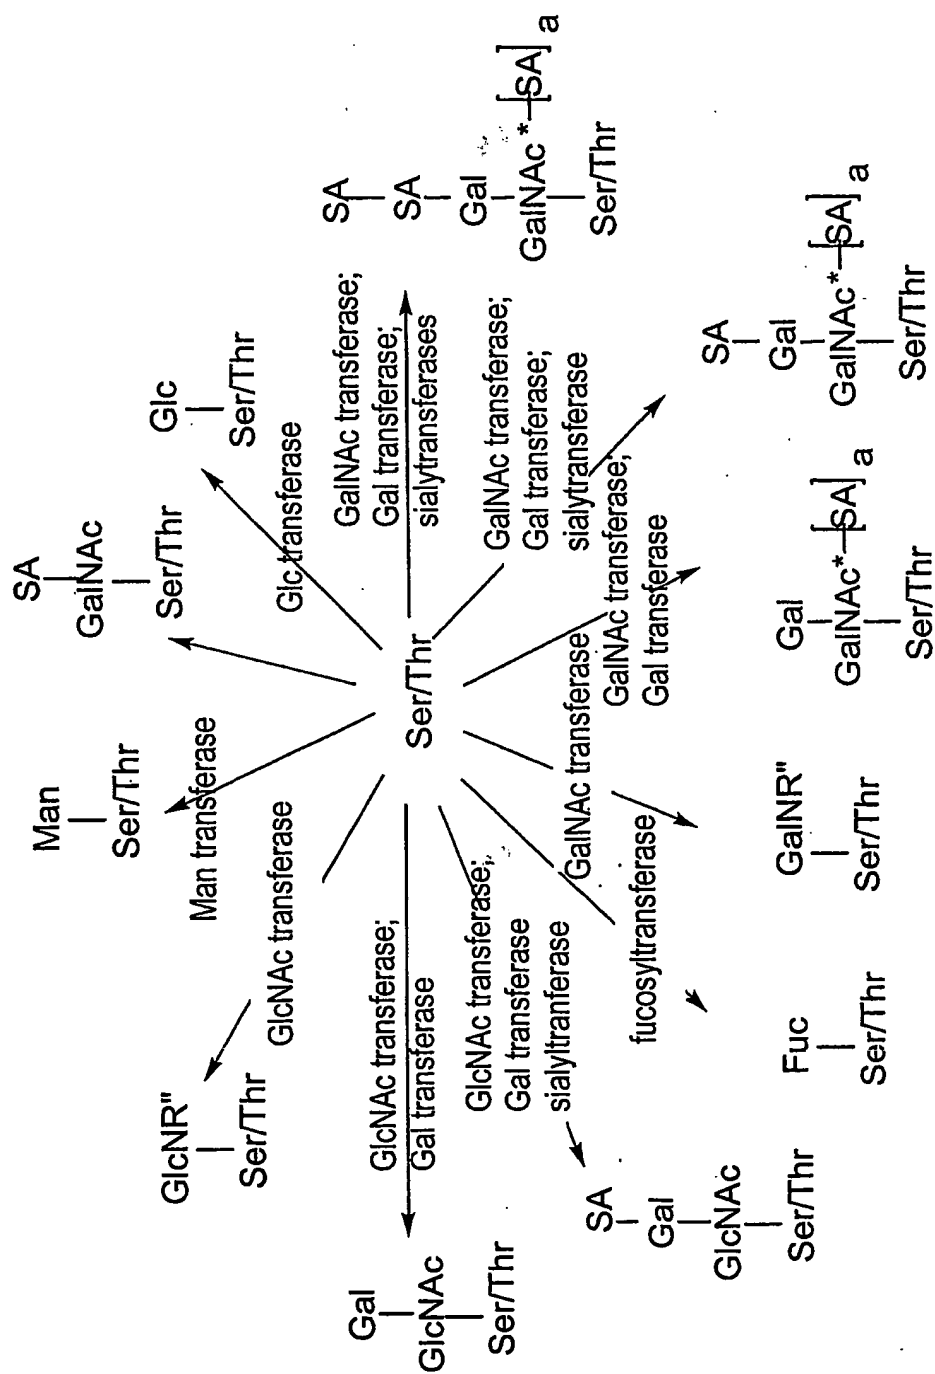 SA
GalNAc
Ser/Thr
Man
Ser/Thr
Man transferase
Glc
Ser/Thr
Glc transferase
GlcNR"
Ser/Thr
GlcNAc transferase
Gal
GlcNAc
Ser/Thr
GlcNAc transferase;
Gal transferase
Ser/Thr
GalNAc transferase;
Gal transferase;
sialytransferases
SA
SA
Gal
GalNAc*[SA]a
Ser/Thr
GlcNAc transferase;
Gal transferase
sialyltranferase
SA
Gal
GlcNAc
Ser/Thr
fucosyltransferase
Fuc
Ser/Thr
GalNAc transferase
GalNR"
Ser/Thr
GalNAc transferase;
Gal transferase
Gal
GalNAc*[SA]a
Ser/Thr
GalNAc transferase;
Gal transferase;
sialytransferase
SA
Gal
GalNAc*[SA]a
Ser/Thr